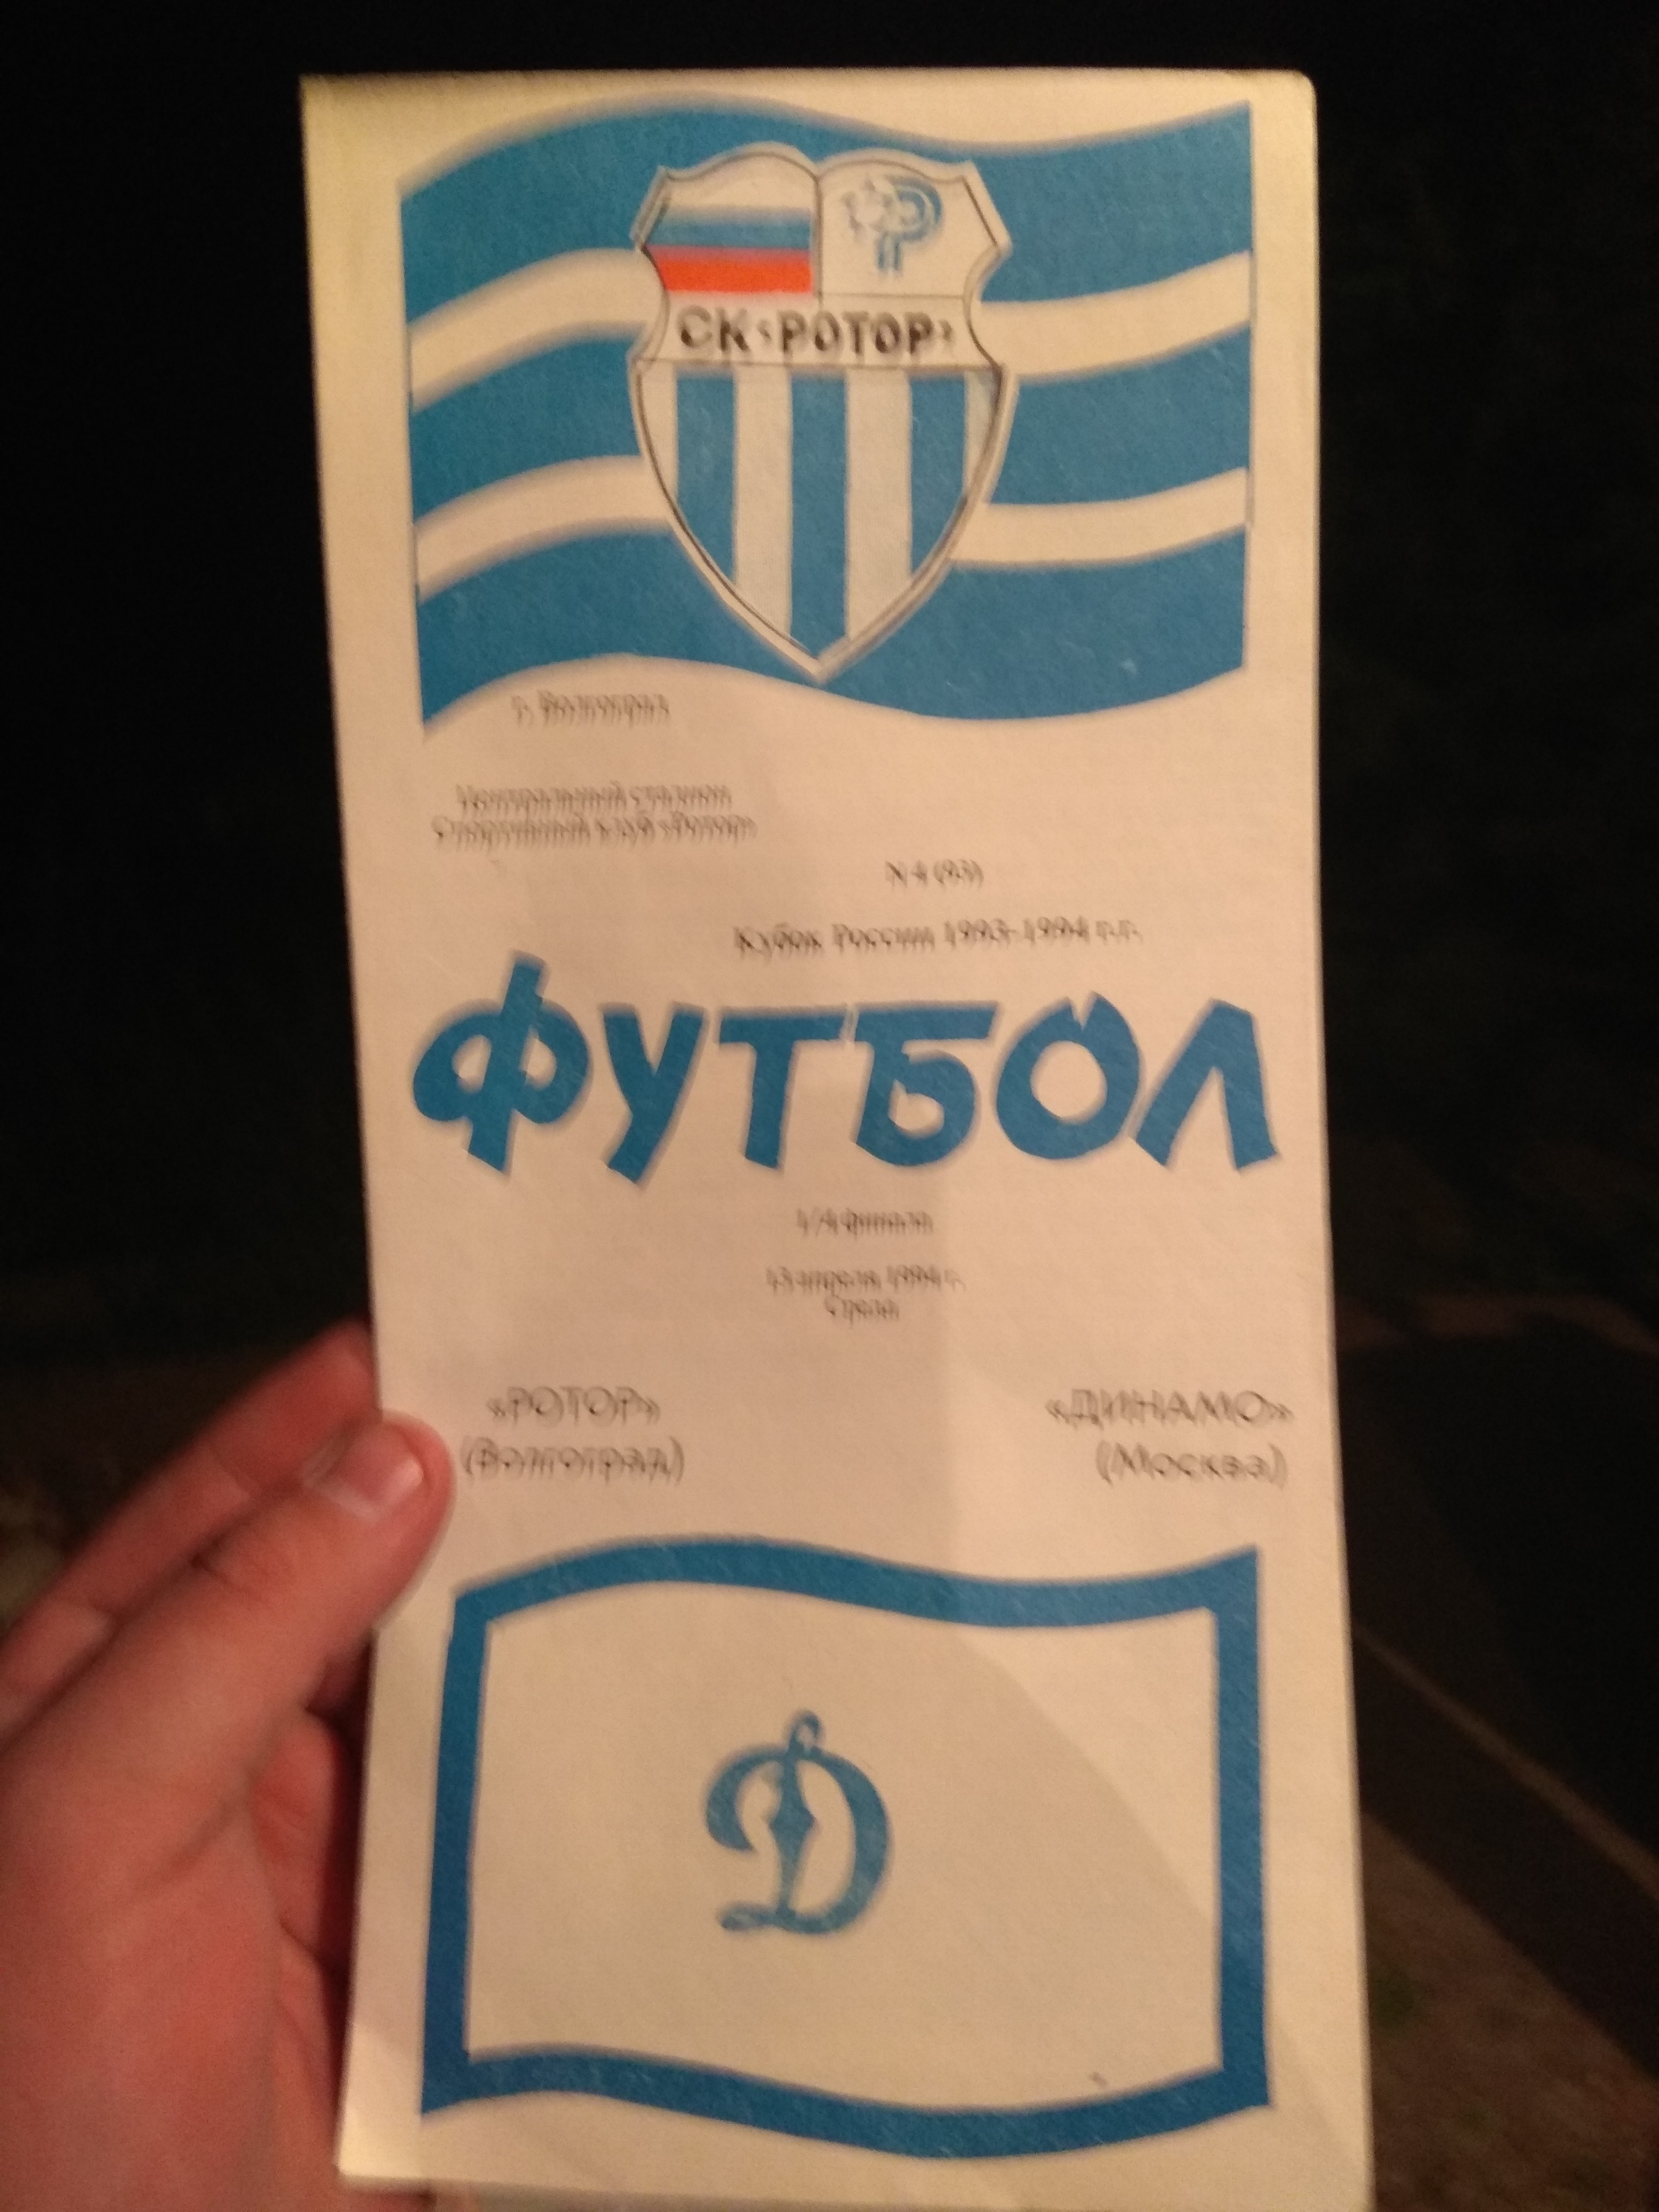 СК «РОТОР»
г. Волгоград
Центральный стадион
Спортивный клуб «Ротор»
N 4 (93)
Кубок России 1993-1994 г.г.
ФУТБОЛ
1/4 финала
13 апреля 1994 г.
Среда
«РОТОР»
«ДИНАМО»
(Волгоград)
(Москва)
Д